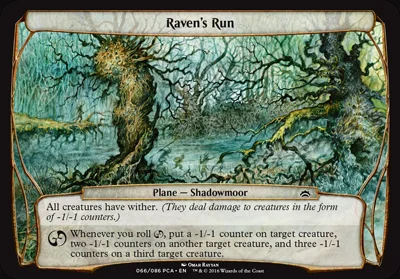 Raven's Run
Plane — Shadowmoor
All creatures have wither. (They deal damage to creatures in the form
of -1/-1 counters.)
Whenever you roll , put a -1/-1 counter on target creature,
two -1/-1 counters on another target creature, and three -1/-1
counters on a third target creature.
Omar Rayyan
066/086 PCA • EN ™ & © 2016 Wizards of the Coast